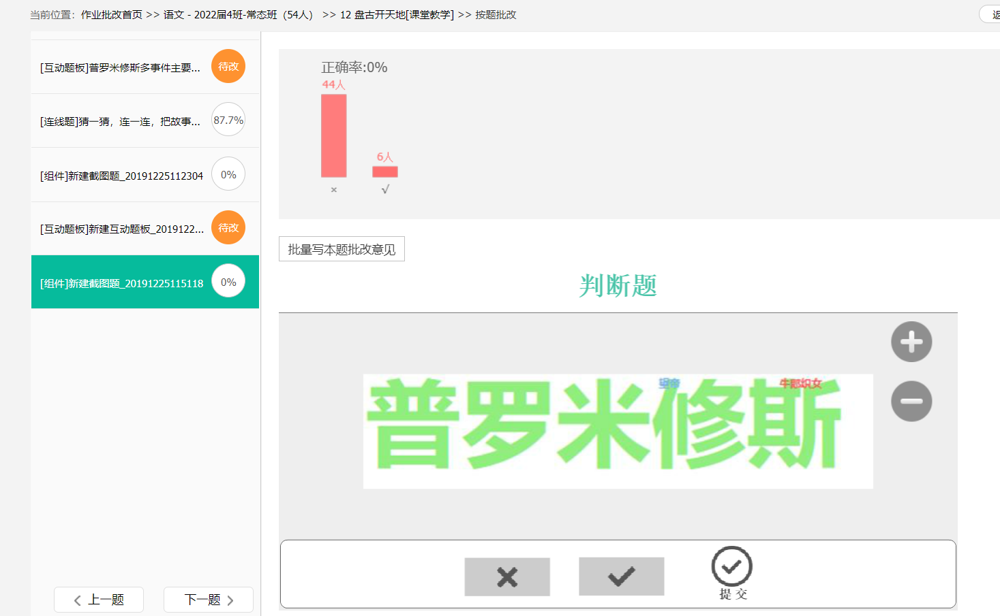 当前位置：作业批改首页 >> 语文 - 2022届4班-常态班（54人） >> 12 盘古开天地[课堂教学] >> 按题批改
返
[互动题板]普罗米修斯多事件主要...
待改
[连线题]猜一猜，连一连，把故事...
87.7%
[组件]新建截图题_20191225112304
0%
[互动题板]新建互动题板_2019122...
待改
[组件]新建截图题_20191225115118
0%
上一题
下一题
正确率:0%
44人
6人
×
√
批量写本题批改意见
判断题
望帝
牛郎织女
普罗米修斯
提交